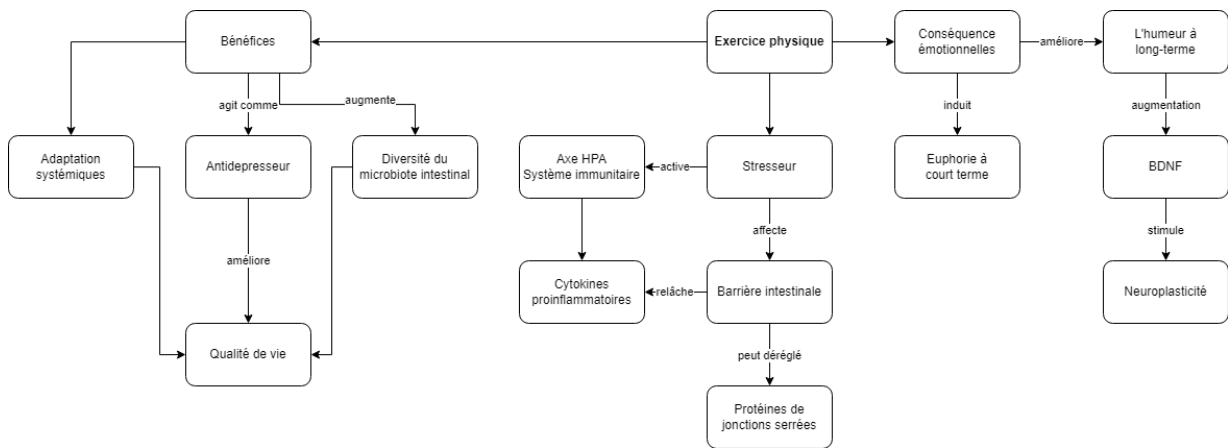 Bénéfices
Exercice physique
Conséquence
émotionnelles
améliore
L'humeur à
long-terme
agit comme
augmente
induit
augmentation
Adaptation
systémiques
Antidepresseur
Diversité du
microbiote intestinal
Axe HPA
Système immunitaire
active
Stresseur
Euphorie à
court terme
BDNF
affecte
stimule
améliore
Cytokines
proinflammatoires
relâche
Barrière intestinale
Neuroplasticité
Qualité de vie
peut déréglé
Protéines de
jonctions serrées